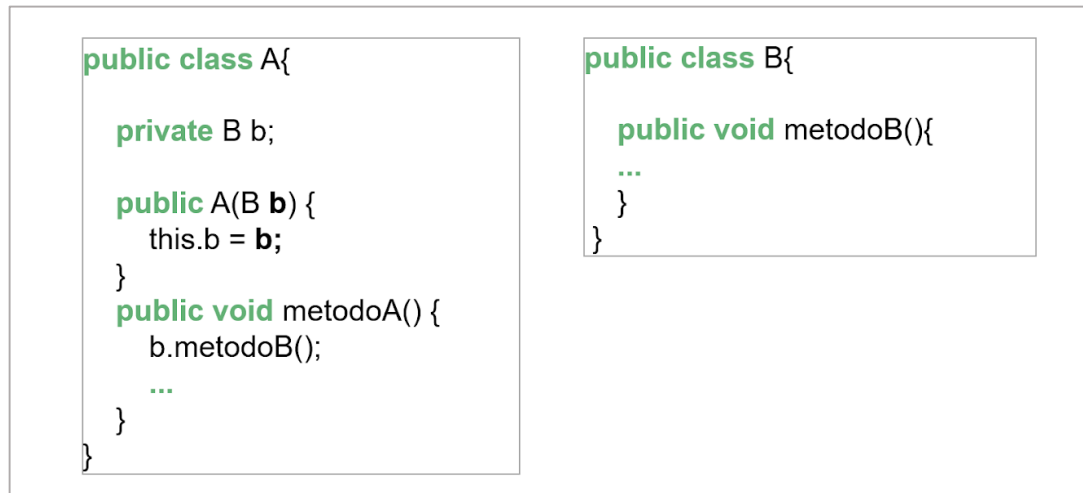 public class A{
private B b;
public A(B b) {
this.b = b;
}
public void metodoA() {
b.metodoB();
...
}
}
public class B{
public void metodoB(){
...
}
}